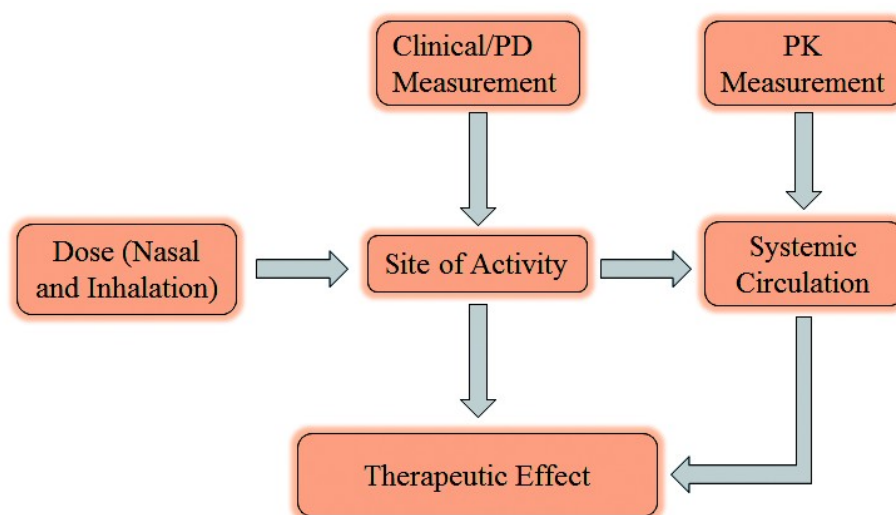 Clinical/PD
Measurement
PK
Measurement
Dose (Nasal
and Inhalation)
Site of Activity
Systemic
Circulation
Therapeutic Effect